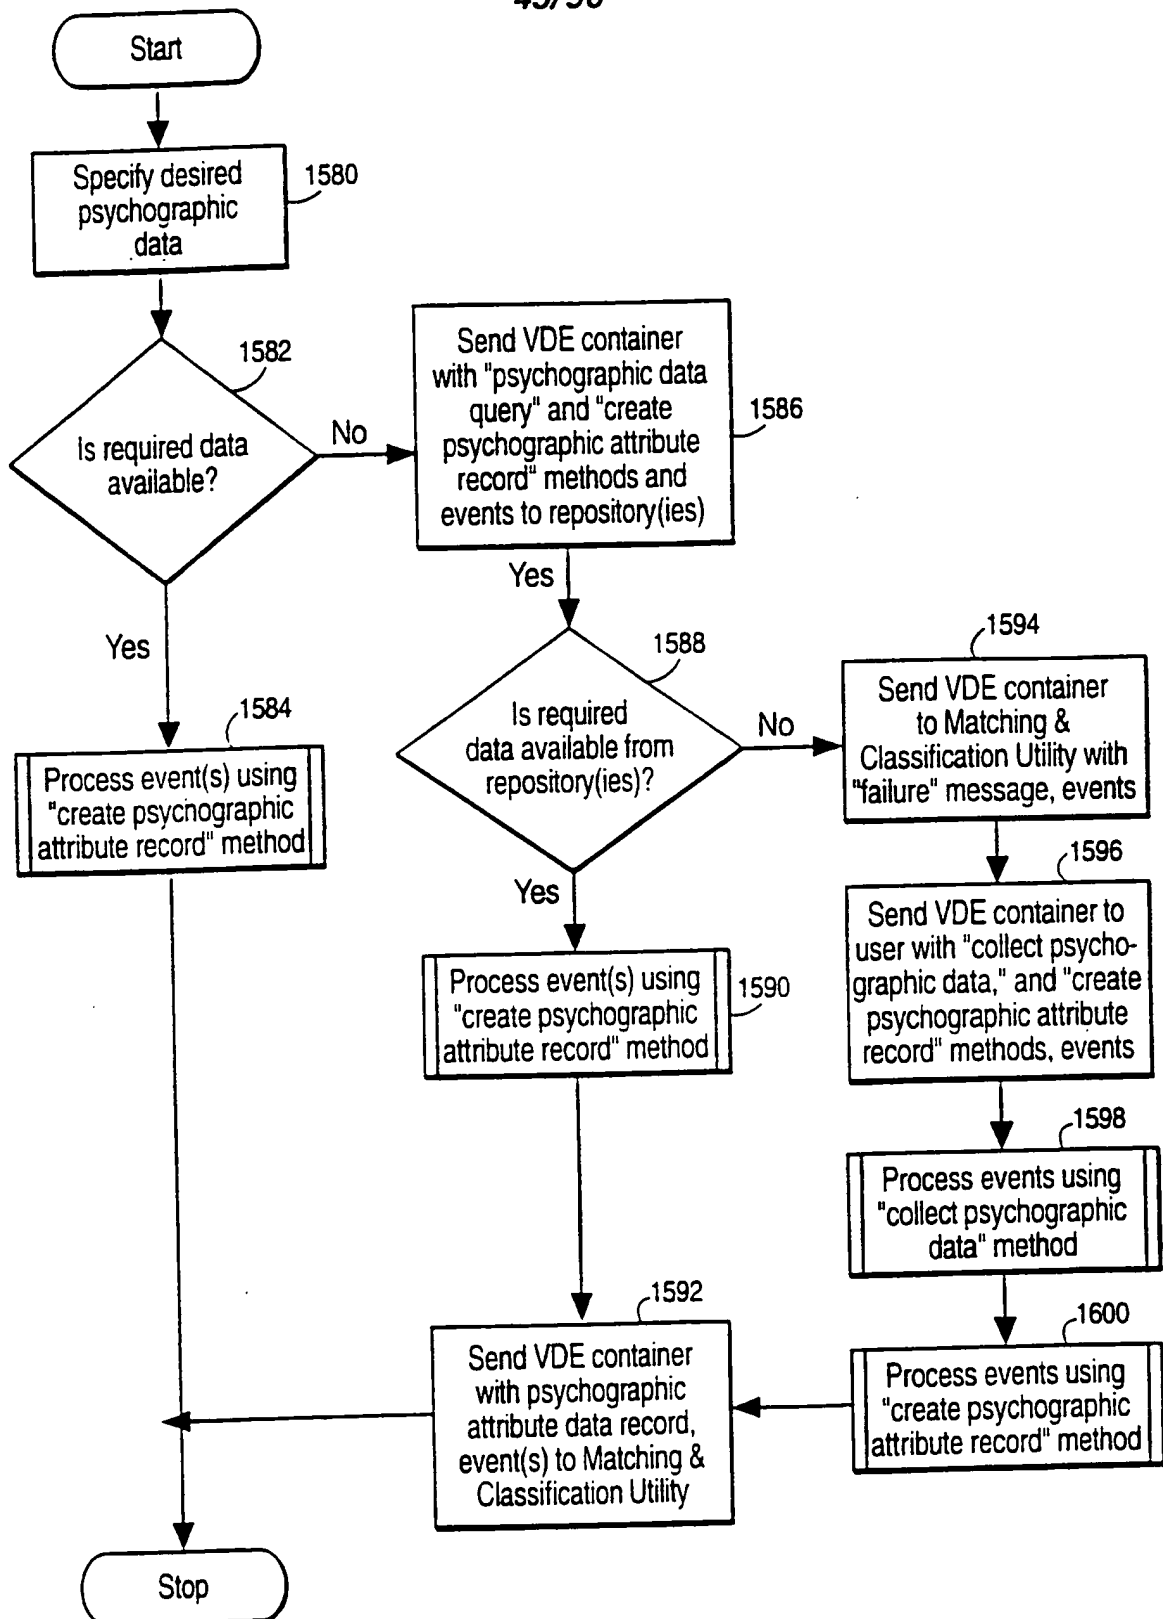 Start
Specify desired
psychographic
data
1580
1582
Is required data
available?
No
Yes
1584
Process event(s) using
"create psychographic
attribute record" method
Send VDE container
with "psychographic data
query" and "create
psychographic attribute
record" methods and
events to repository(ies)
1586
Yes
1588
Is required
data available from
repository(ies)?
No
Yes
Process event(s) using
"create psychographic
attribute record" method
1590
1592
Send VDE container
with psychographic
attribute data record,
event(s) to Matching &
Classification Utility
1594
Send VDE container
to Matching &
Classification Utility with
"failure" message, events
1596
Send VDE container to
user with "collect psycho-
graphic data," and "create
psychographic attribute
record" methods, events
1598
Process events using
"collect psychographic
data" method
1600
Process events using
"create psychographic
attribute record" method
Stop